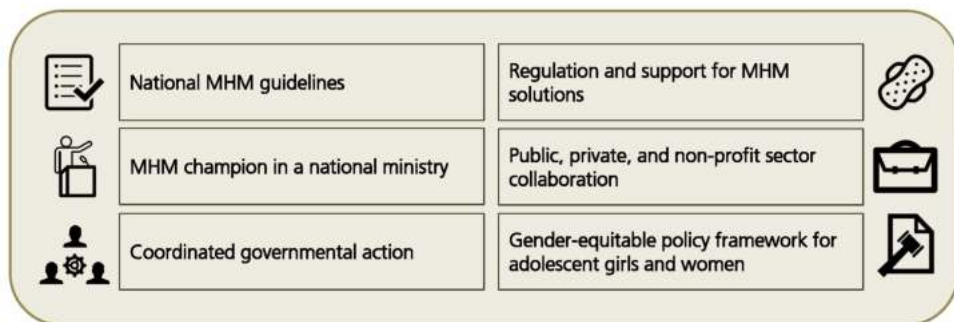 National MHM guidelines
Regulation and support for MHM
solutions
MHM champion in a national ministry
Public, private, and non-profit sector
collaboration
Coordinated governmental action
Gender-equitable policy framework for
adolescent girls and women